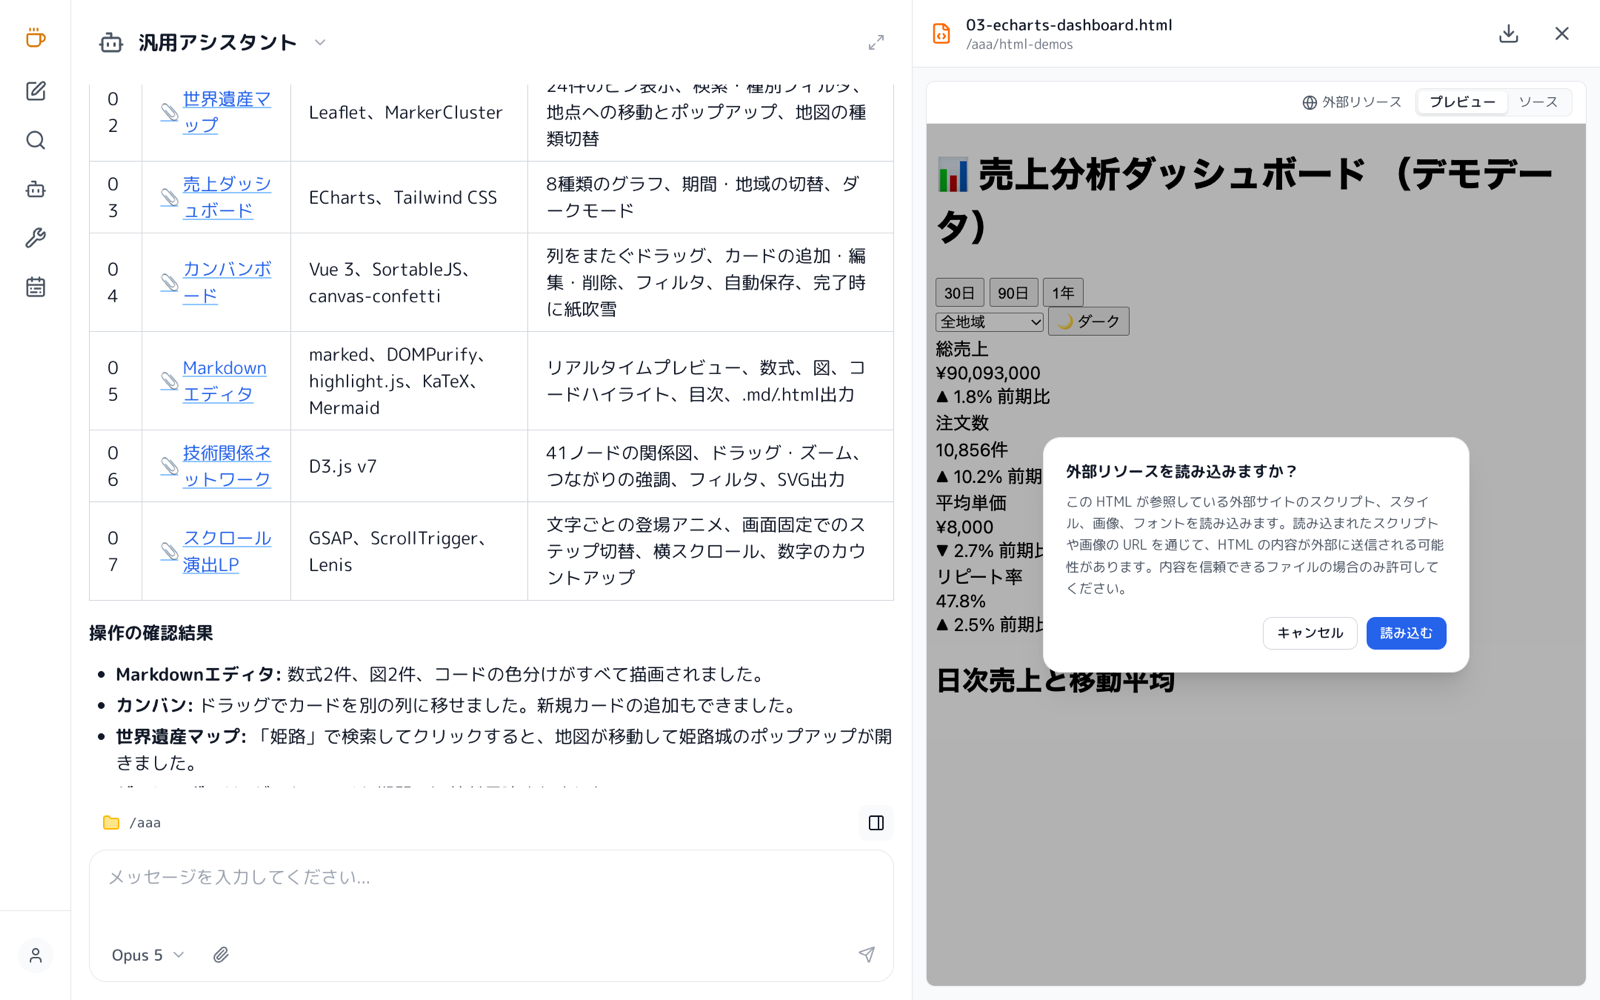 汎用アシスタント
02
世界遺産マップ
Leaflet、MarkerCluster
24件のピン表示、検索・種別フィルタ、
地点への移動とポップアップ、地図の種
類切替
03
売上ダッシュボード
ECharts、Tailwind CSS
8種類のグラフ、期間・地域の切替、ダ
ークモード
04
カンバンボード
Vue 3、SortableJS、
canvas-confetti
列をまたぐドラッグ、カードの追加・編
集・削除、フィルタ、自動保存、完了時
に紙吹雪
05
Markdown
エディタ
marked、DOMPurify、
highlight.js、KaTeX、
Mermaid
リアルタイムプレビュー、数式、図、コ
ードハイライト、目次、.md/.html出力
06
技術関係ネ
ットワーク
D3.js v7
41ノードの関係図、ドラッグ・ズーム、
つながりの強調、フィルタ、SVG出力
07
スクロール
演出LP
GSAP、ScrollTrigger、
Lenis
文字ごとの登場アニメ、画面固定でのス
テップ切替、横スクロール、数字のカウ
ントアップ
操作の確認結果
Markdownエディタ: 数式2件、図2件、コードの色分けがすべて描画されました。
カンバン: ドラッグでカードを別の列に移せました。新規カードの追加もできました。
世界遺産マップ: 「姫路」で検索してクリックすると、地図が移動して姫路城のポップアップが開
きました。
/aaa
メッセージを入力してください...
Opus 5
03-echarts-dashboard.html
/aaa/html-demos
外部リソース
プレビュー
ソース
売上分析ダッシュボード （デモデー
タ）
30日 90日 1年
全地域 ダーク
総売上
¥90,093,000
▲ 1.8% 前期比
注文数
10,856件
▲ 10.2% 前期
平均単価
¥8,000
▼ 2.7% 前期比
リピート率
47.8%
▲ 2.5% 前期比
日次売上と移動平均
外部リソースを読み込みますか？
この HTML が参照している外部サイトのスクリプト、スタイ
ル、画像、フォントを読み込みます。読み込まれたスクリプト
や画像の URL を通じて、HTML の内容が外部に送信される可能
性があります。内容を信頼できるファイルの場合のみ許可して
ください。
キャンセル
読み込む